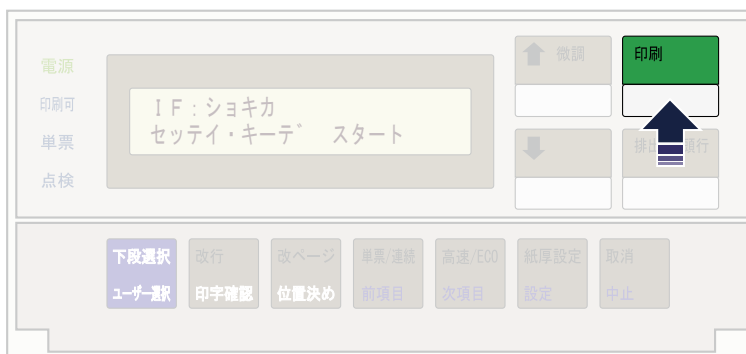 電源
印刷可
単票
点検
IF:ショキカ
セッテイ・キーデ゛ スタート
微調
印刷
下段選択
ユーザー選択
改行
印字確認
改ページ
位置決め
単票/連続
前項目
高速/ECO
次項目
紙厚設定
設定
取消
中止